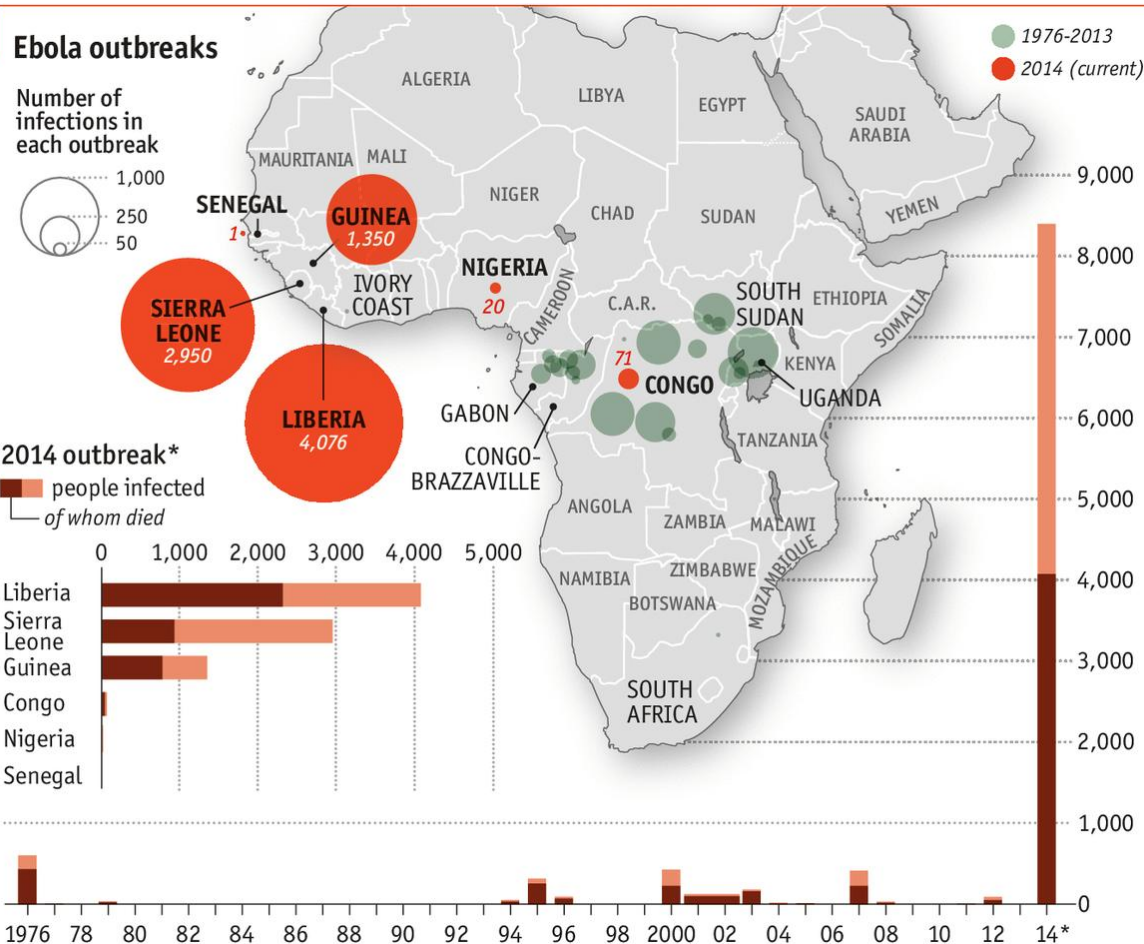 Ebola outbreaks
Number of
infections in
each outbreak
1,000
250
50
1976-2013
2014 (current)
ALGERIA
LIBYA
EGYPT
SAUDI
ARABIA
MAURITANIA
MALI
NIGER
CHAD
SUDAN
YEMEN
SENEGAL
1
GUINEA
1,350
NIGERIA
20
IVORY
COAST
SIERRA
LEONE
2,950
LIBERIA
4,076
CAMEROON
C.A.R.
SOUTH
SUDAN
ETHIOPIA
SOMALIA
71
CONGO
KENYA
UGANDA
GABON
CONGO-
BRAZZAVILLE
TANZANIA
ANGOLA
ZAMBIA
MALAWI
MOZAMBIQUE
ZIMBABWE
NAMIBIA
BOTSWANA
SOUTH
AFRICA
9,000
8,000
7,000
6,000
5,000
4,000
3,000
2,000
1,000
0
2014 outbreak*
people infected
of whom died
0 1,000 2,000 3,000 4,000 5,000
Liberia
Sierra
Leone
Guinea
Congo
Nigeria
Senegal
1976 78 80 82 84 86 88 90 92 94 96 98 2000 02 04 06 08 10 12 14*